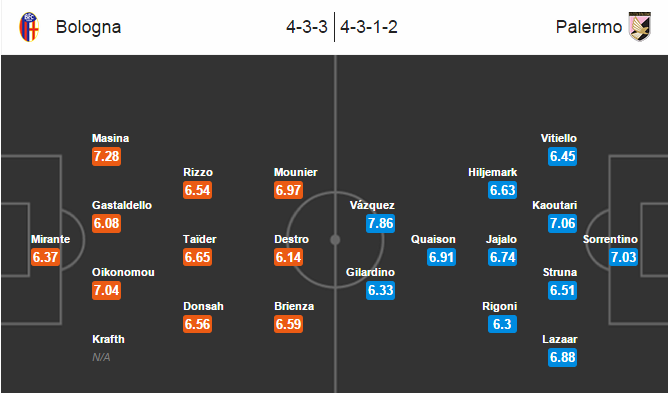 Bologna 4-3-3 4-3-1-2 Palermo
Masina
7.28
Gastaldello
6.08
Mirante
6.37
Oikonomou
7.04
Krafth
N/A
Rizzo
6.54
Taïder
6.65
Donsah
6.56
Mounier
6.97
Destro
6.14
Brienza
6.59
Vázquez
7.86
Gilardino
6.33
Quaison
6.91
Hiljemark
6.63
Jajalo
6.74
Rigoni
6.3
Vitiello
6.45
Kaoutari
7.06
Struna
6.51
Lazaar
6.88
Sorrentino
7.03